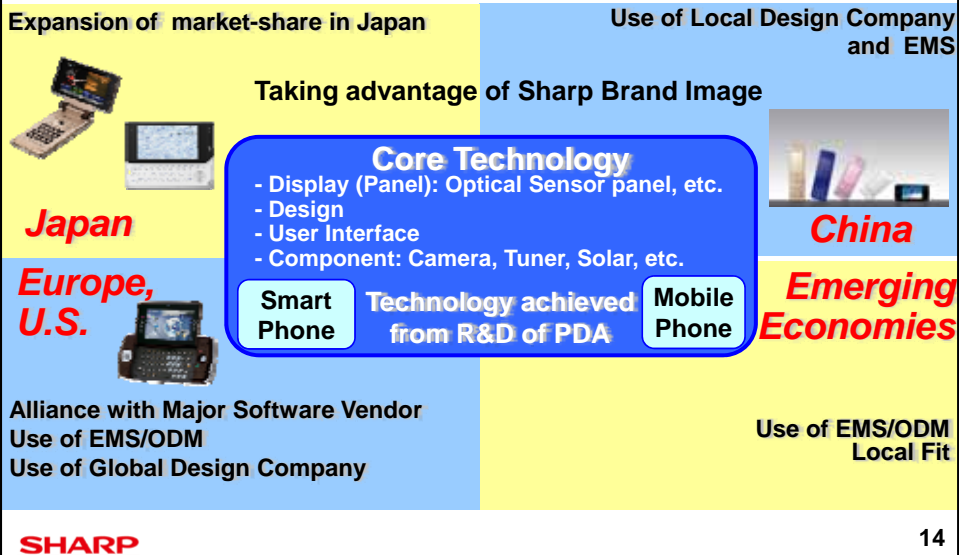 Expansion of market-share in Japan
Use of Local Design Company
and EMS
Taking advantage of Sharp Brand Image
Japan
China
Core Technology
- Display (Panel): Optical Sensor panel, etc.
- Design
- User Interface
- Component: Camera, Tuner, Solar, etc.
Smart
Phone
Technology achieved
from R&D of PDA
Mobile
Phone
Europe,
U.S.
Emerging
Economies
Alliance with Major Software Vendor
Use of EMS/ODM
Use of Global Design Company
Use of EMS/ODM
Local Fit
SHARP
14